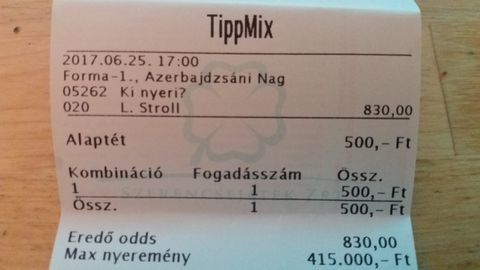 TippMix
2017.06.25. 17:00
Forma-1., Azerbajdzsáni Nag
05262 Ki nyeri?
020 L. Stroll 830,00
Alaptét 500,- Ft
Kombináció Fogadásszám Össz.
1 1 500,- Ft
SZERENCSEJÁTÉK ZRT.
Össz. 1 500,- Ft
Eredő odds 830,00
Max nyeremény 415.000,- Ft